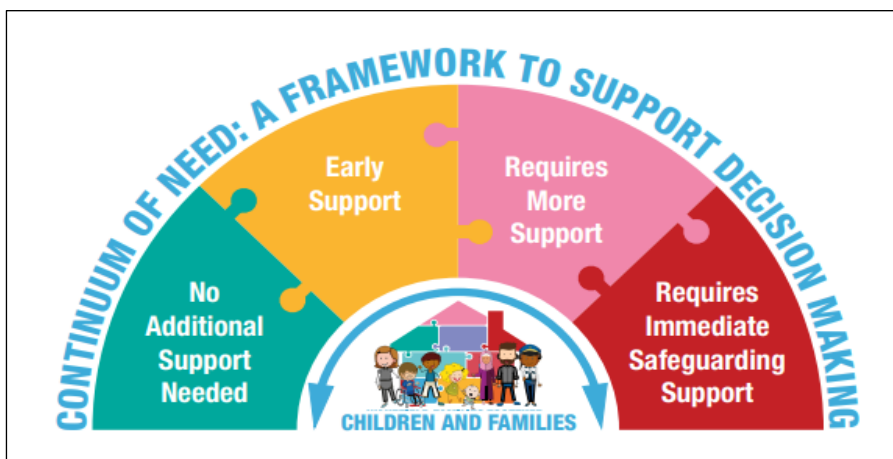 CONTINUUM OF NEED: A FRAMEWORK TO SUPPORT DECISION MAKING
No
Additional
Support
Needed
Early
Support
Requires
More
Support
Requires
Immediate
Safeguarding
Support
CHILDREN AND FAMILIES